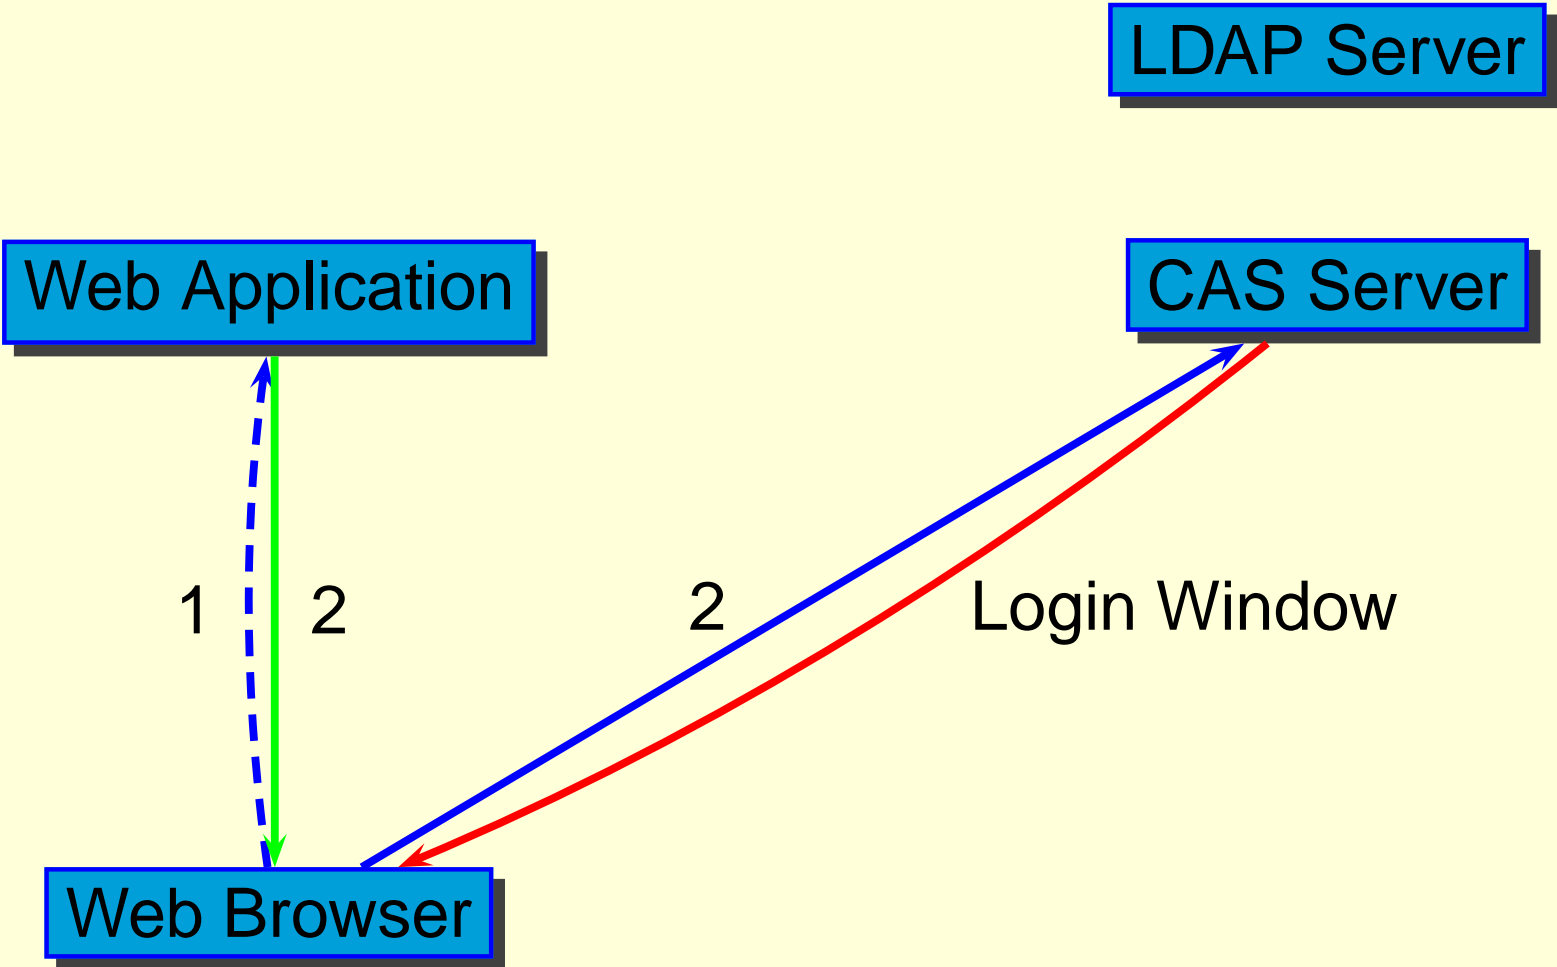 LDAP Server
Web Application
CAS Server
1
2
2
Login Window
Web Browser